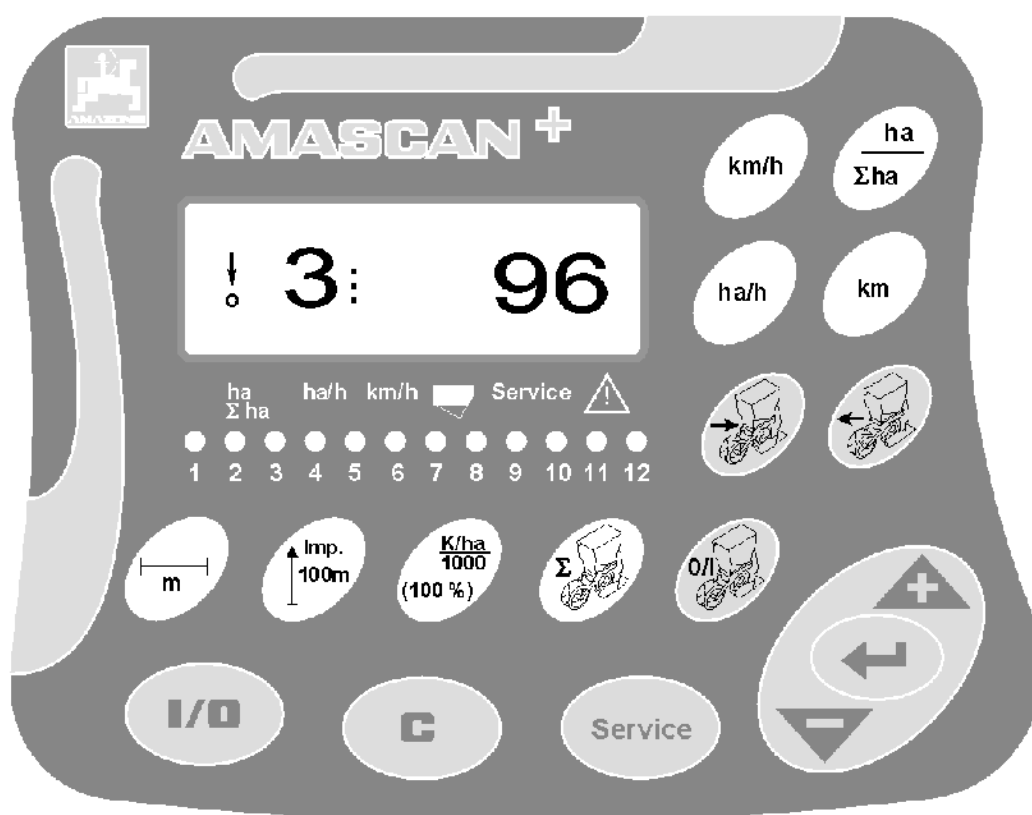 AMAZONE
AMASCAN+
km/h
ha
Σha
3: 96
ha/h
km
ha
Σ ha
ha/h
km/h
Service
1 2 3 4 5 6 7 8 9 10 11 12
m
Imp.
100m
K/ha
1000
(100 %)
Σ
0/I
I/O
C
Service